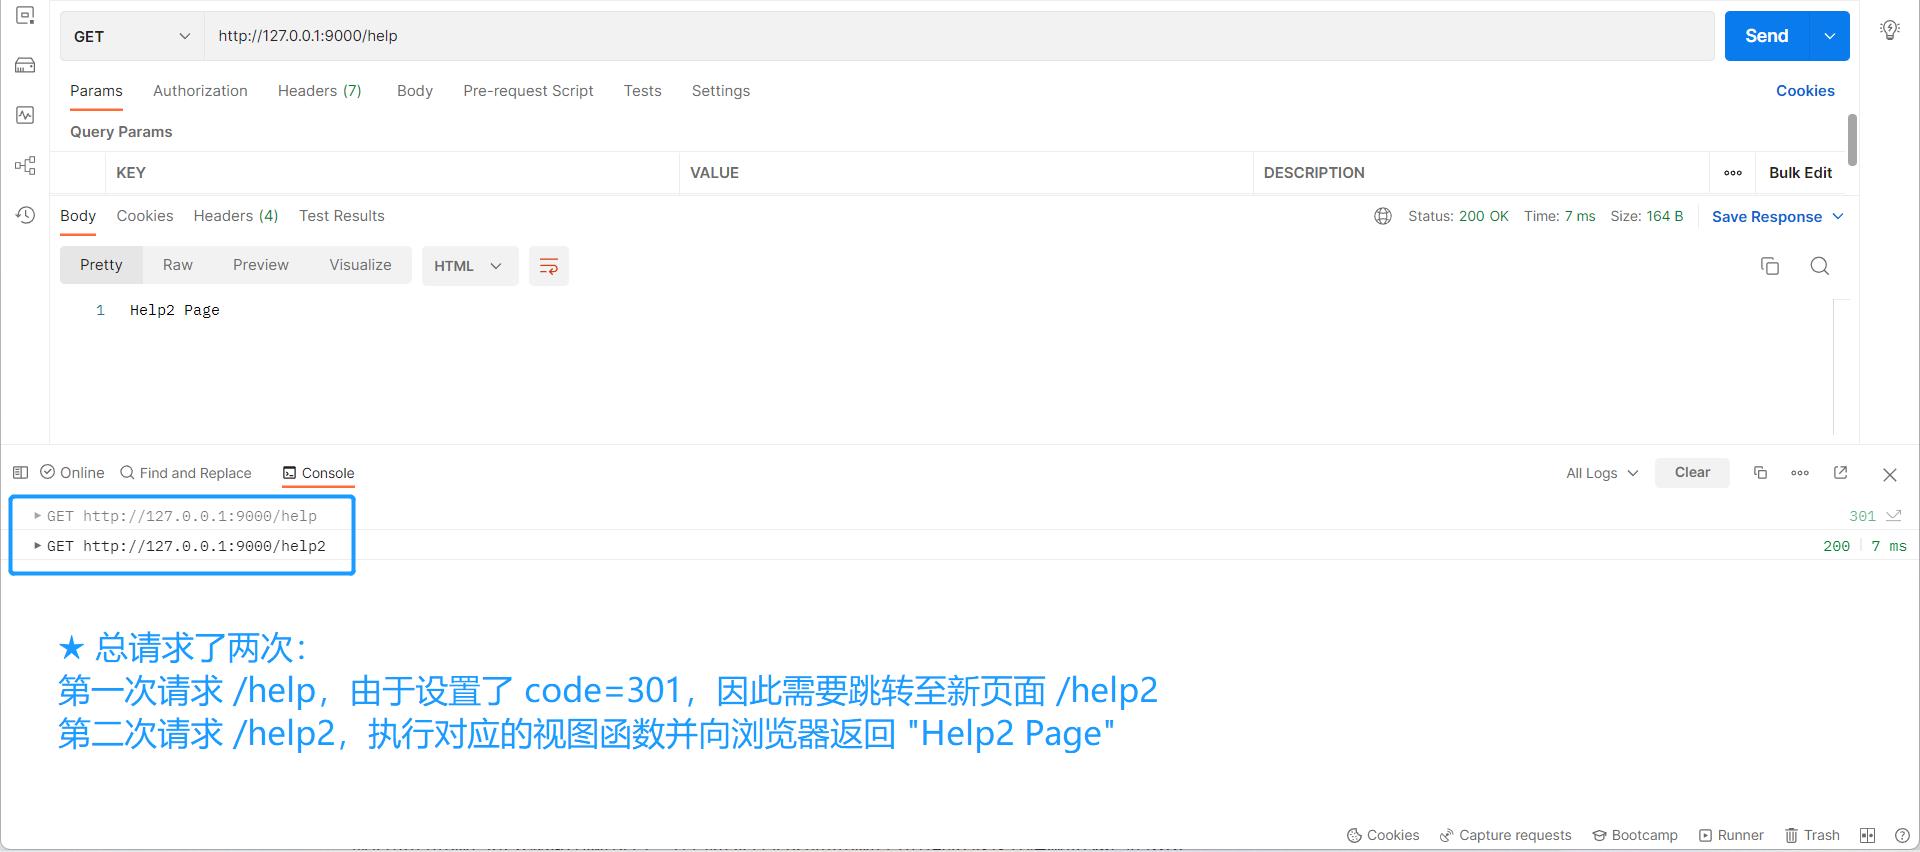 GET http://127.0.0.1:9000/help Send
Params Authorization Headers (7) Body Pre-request Script Tests Settings Cookies
Query Params
KEY VALUE DESCRIPTION Bulk Edit
Body Cookies Headers (4) Test Results Status: 200 OK Time: 7 ms Size: 164 B Save Response
Pretty Raw Preview Visualize HTML
1 Help2 Page
Online Find and Replace Console All Logs Clear
GET http://127.0.0.1:9000/help 301
GET http://127.0.0.1:9000/help2 200 7 ms
★ 总请求了两次：
第一次请求 /help，由于设置了 code=301，因此需要跳转至新页面 /help2
第二次请求 /help2，执行对应的视图函数并向浏览器返回 "Help2 Page"
Cookies Capture requests Bootcamp Runner Trash